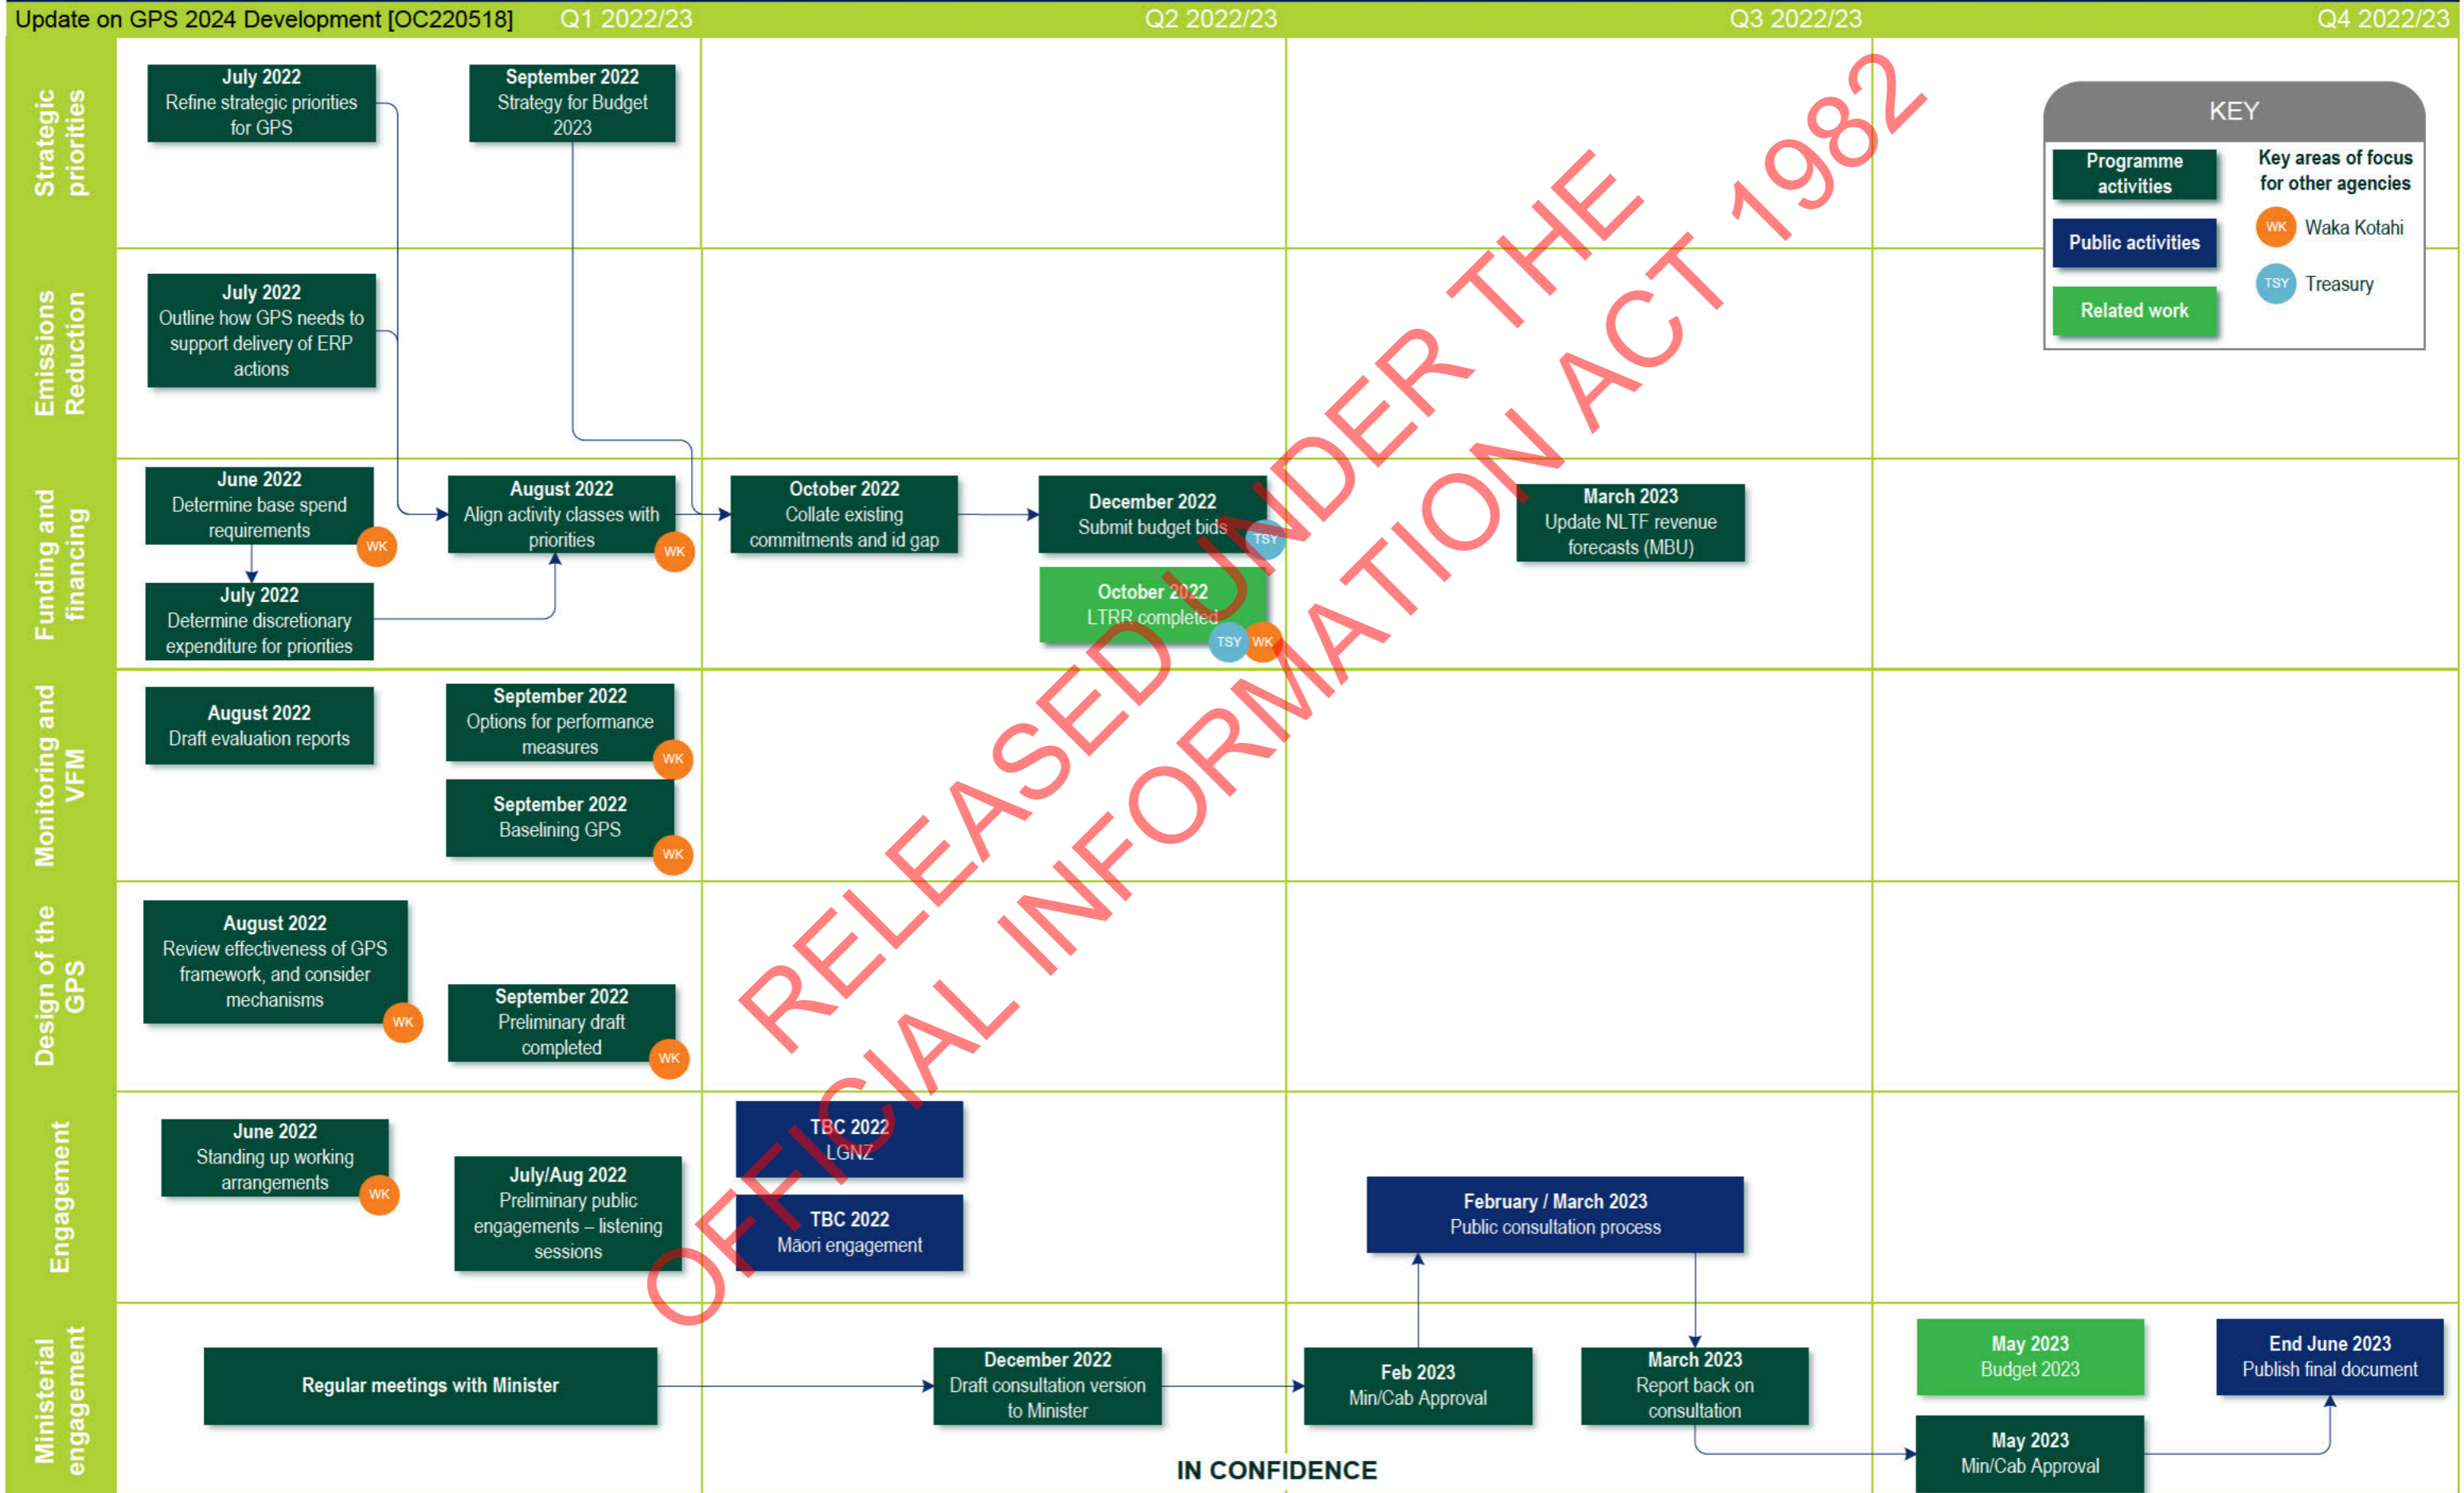 Update on GPS 2024 Development [OC220518]
Q1 2022/23
Q2 2022/23
Q3 2022/23
Q4 2022/23
Strategic
priorities
July 2022
Refine strategic priorities
for GPS
September 2022
Strategy for Budget
2023
KEY
Programme
activities
Public activities
Related work
Key areas of focus
for other agencies
WK
Waka Kotahi
TSY
Treasury
Emissions
Reduction
July 2022
Outline how GPS needs to
support delivery of ERP
actions
Funding and
financing
June 2022
Determine base spend
requirements
WK
July 2022
Determine discretionary
expenditure for priorities
August 2022
Align activity classes with
priorities
WK
October 2022
Collate existing
commitments and id gap
December 2022
Submit budget bids
TSY
October 2022
LTRR completed
TSY
WK
March 2023
Update NLTF revenue
forecasts (MBU)
Monitoring and
VFM
August 2022
Draft evaluation reports
September 2022
Options for performance
measures
WK
September 2022
Baselining GPS
WK
Design of the
GPS
August 2022
Review effectiveness of GPS
framework, and consider
mechanisms
WK
September 2022
Preliminary draft
completed
WK
Engagement
June 2022
Standing up working
arrangements
WK
July/Aug 2022
Preliminary public
engagements – listening
sessions
TBC 2022
LGNZ
TBC 2022
Māori engagement
February / March 2023
Public consultation process
Ministerial
engagement
Regular meetings with Minister
December 2022
Draft consultation version
to Minister
Feb 2023
Min/Cab Approval
March 2023
Report back on
consultation
May 2023
Budget 2023
May 2023
Min/Cab Approval
End June 2023
Publish final document
IN CONFIDENCE
RELEASED UNDER THE
OFFICIAL INFORMATION ACT 1982